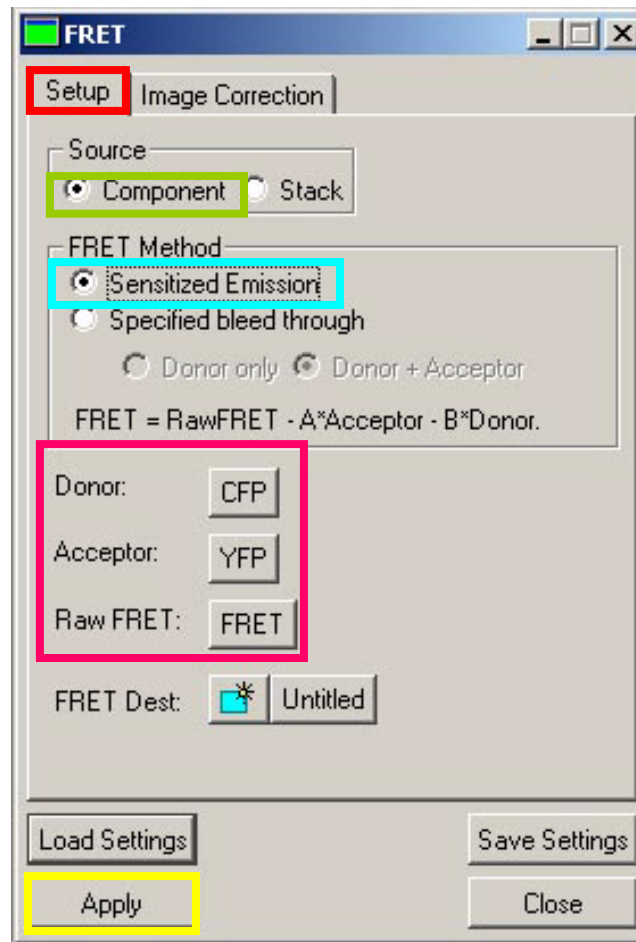 FRET
Setup Image Correction
Source
Component Stack
FRET Method
Sensitized Emission
Specified bleed through
Donor only Donor + Acceptor
FRET = RawFRET - A*Acceptor - B*Donor.
Donor: CFP
Acceptor: YFP
Raw FRET: FRET
FRET Dest: Untitled
Load Settings Save Settings
Apply Close